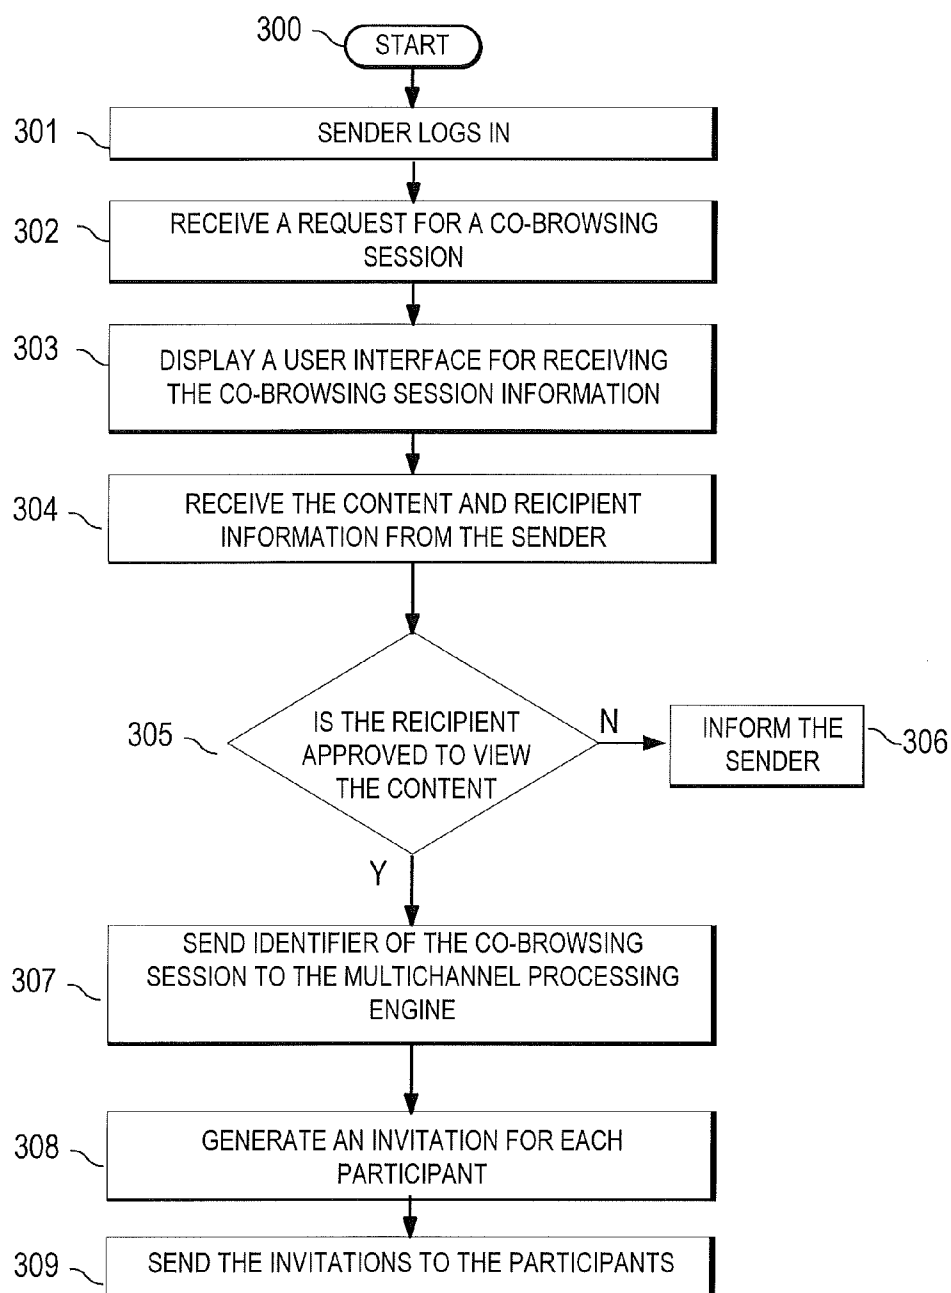 300
START
301
SENDER LOGS IN
302
RECEIVE A REQUEST FOR A CO-BROWSING
SESSION
303
DISPLAY A USER INTERFACE FOR RECEIVING
THE CO-BROWSING SESSION INFORMATION
304
RECEIVE THE CONTENT AND REICIPIENT
INFORMATION FROM THE SENDER
305
IS THE REICIPIENT
APPROVED TO VIEW
THE CONTENT
N
INFORM THE
SENDER
306
Y
307
SEND IDENTIFIER OF THE CO-BROWSING
SESSION TO THE MULTICHANNEL PROCESSING
ENGINE
308
GENERATE AN INVITATION FOR EACH
PARTICIPANT
309
SEND THE INVITATIONS TO THE PARTICIPANTS